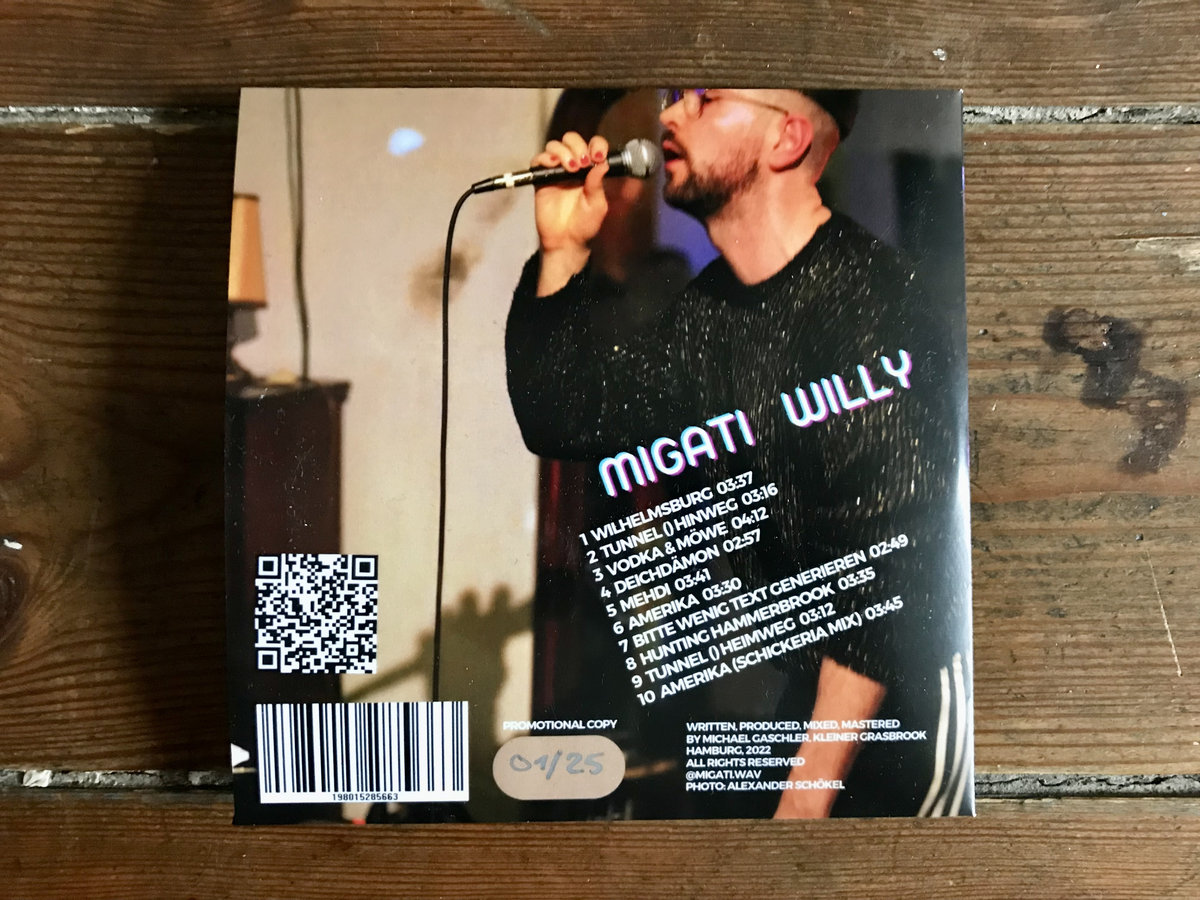 MIGATI WILLY
1 WILHELMSBURG 03:37
2 TUNNEL () HINWEG 03:16
3 VODKA & MÖWE 04:12
4 DEICHDÄMON 02:57
5 MEHDI 03:41
6 AMERIKA 03:30
7 BITTE WENIG TEXT GENERIEREN 02:49
8 HUNTING HAMMERBROOK 03:35
9 TUNNEL () HEIMWEG 03:12
10 AMERIKA (SCHICKERIA MIX) 03:45
198015285663
PROMOTIONAL COPY
01/25
WRITTEN, PRODUCED, MIXED, MASTERED
BY MICHAEL GASCHLER, KLEINER GRASBROOK
HAMBURG, 2022
ALL RIGHTS RESERVED
@MIGATI.WAV
PHOTO: ALEXANDER SCHÖKEL